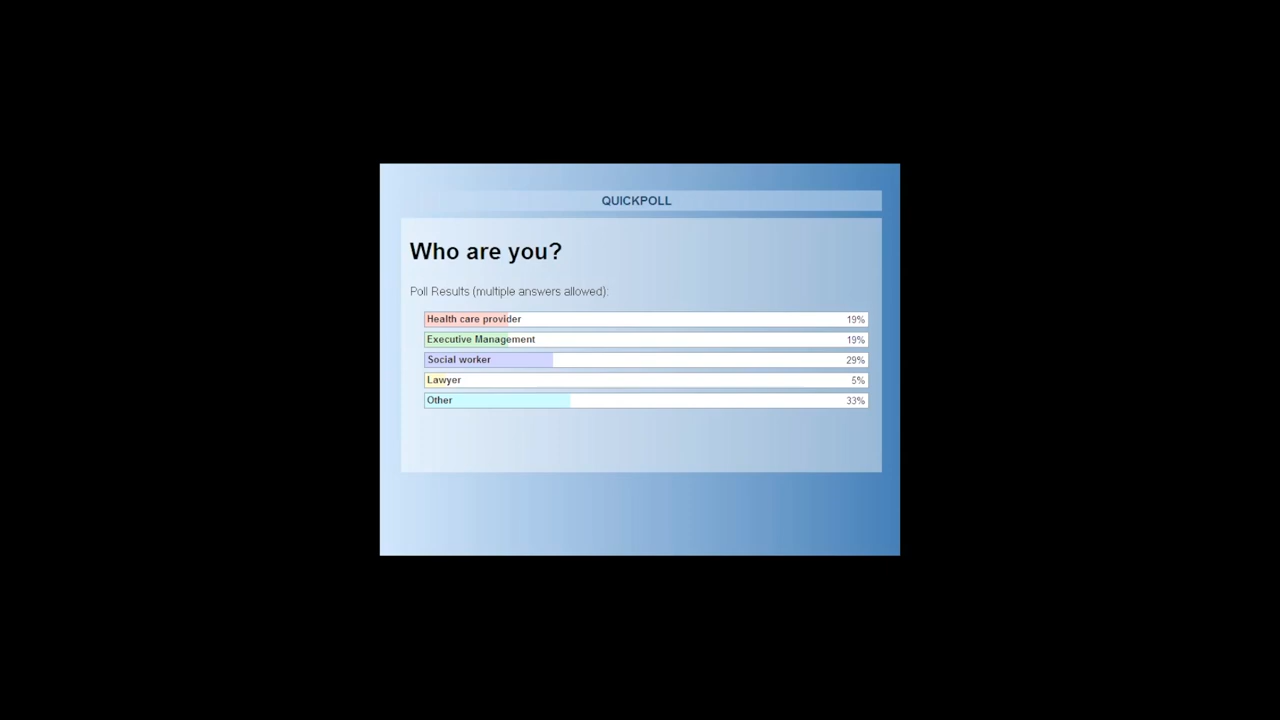 QUICKPOLL
Who are you?
Poll Results (multiple answers allowed):
Health care provider 19%
Executive Management 19%
Social worker 29%
Lawyer 5%
Other 33%